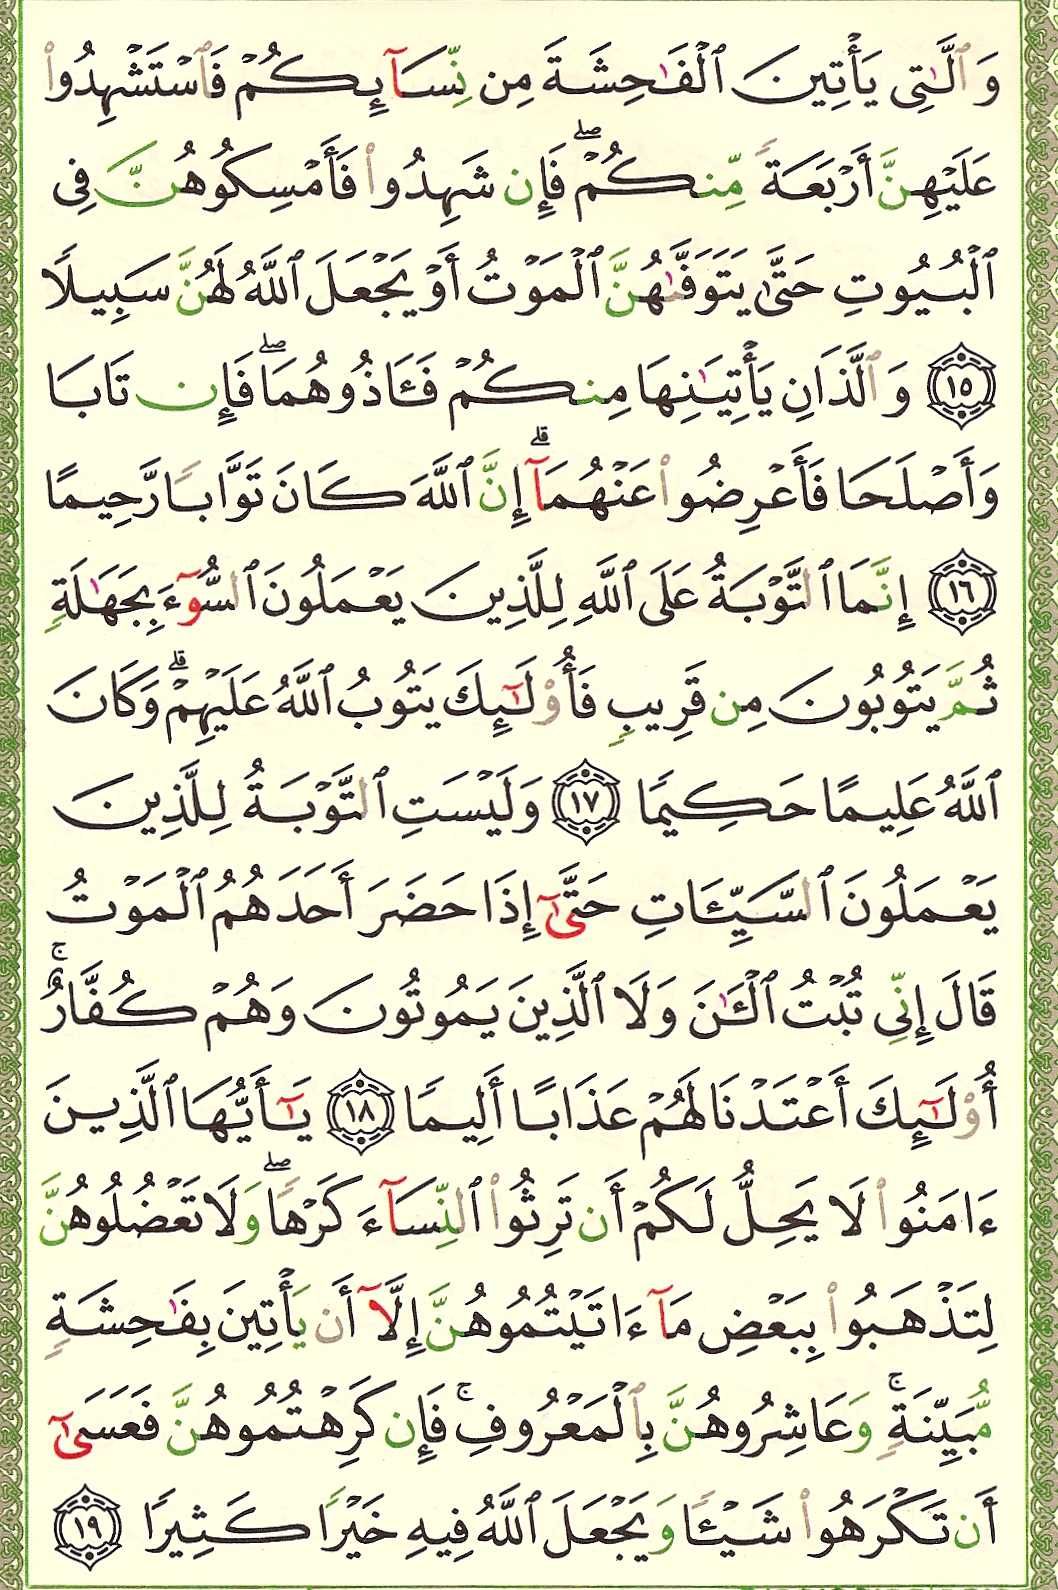 وَٱلَّـٰتِى يَأْتِينَ ٱلْفَـٰحِشَةَ مِن نِّسَآئِكُمْ فَٱسْتَشْهِدُوا۟
عَلَيْهِنَّ أَرْبَعَةً مِّنكُمْ ۖ فَإِن شَهِدُوا۟ فَأَمْسِكُوهُنَّ فِى
ٱلْبُيُوتِ حَتَّىٰ يَتَوَفَّىٰهُنَّ ٱلْمَوْتُ أَوْ يَجْعَلَ ٱللَّهُ لَهُنَّ سَبِيلًا
١٥ وَٱلَّذَانِ يَأْتِيَـٰنِهَا مِنكُمْ فَـَٔاذُوهُمَا ۖ فَإِن تَابَا
وَأَصْلَحَا فَأَعْرِضُوا۟ عَنْهُمَآ ۗ إِنَّ ٱللَّهَ كَانَ تَوَّابًا رَّحِيمًا
١٦ إِنَّمَا ٱلتَّوْبَةُ عَلَى ٱللَّهِ لِلَّذِينَ يَعْمَلُونَ ٱلسُّوٓءَ بِجَهَـٰلَةٍ
ثُمَّ يَتُوبُونَ مِن قَرِيبٍ فَأُو۟لَـٰٓئِكَ يَتُوبُ ٱللَّهُ عَلَيْهِمْ ۗ وَكَانَ
ٱللَّهُ عَلِيمًا حَكِيمًا ١٧ وَلَيْسَتِ ٱلتَّوْبَةُ لِلَّذِينَ
يَعْمَلُونَ ٱلسَّيِّـَٔاتِ حَتَّىٰٓ إِذَا حَضَرَ أَحَدَهُمُ ٱلْمَوْتُ
قَالَ إِنِّى تُبْتُ ٱلْـَٔـٰنَ وَلَا ٱلَّذِينَ يَمُوتُونَ وَهُمْ كُفَّارٌ ۚ
أُو۟لَـٰٓئِكَ أَعْتَدْنَا لَهُمْ عَذَابًا أَلِيمًا ١٨ يَـٰٓأَيُّهَا ٱلَّذِينَ
ءَامَنُوا۟ لَا يَحِلُّ لَكُمْ أَن تَرِثُوا۟ ٱلنِّسَآءَ كَرْهًا ۖ وَلَا تَعْضُلُوهُنَّ
لِتَذْهَبُوا۟ بِبَعْضِ مَآ ءَاتَيْتُمُوهُنَّ إِلَّآ أَن يَأْتِينَ بِفَـٰحِشَةٍ
مُّبَيِّنَةٍ ۚ وَعَاشِرُوهُنَّ بِٱلْمَعْرُوفِ ۚ فَإِن كَرِهْتُمُوهُنَّ فَعَسَىٰٓ
أَن تَكْرَهُوا۟ شَيْـًٔا وَيَجْعَلَ ٱللَّهُ فِيهِ خَيْرًا كَثِيرًا ١٩